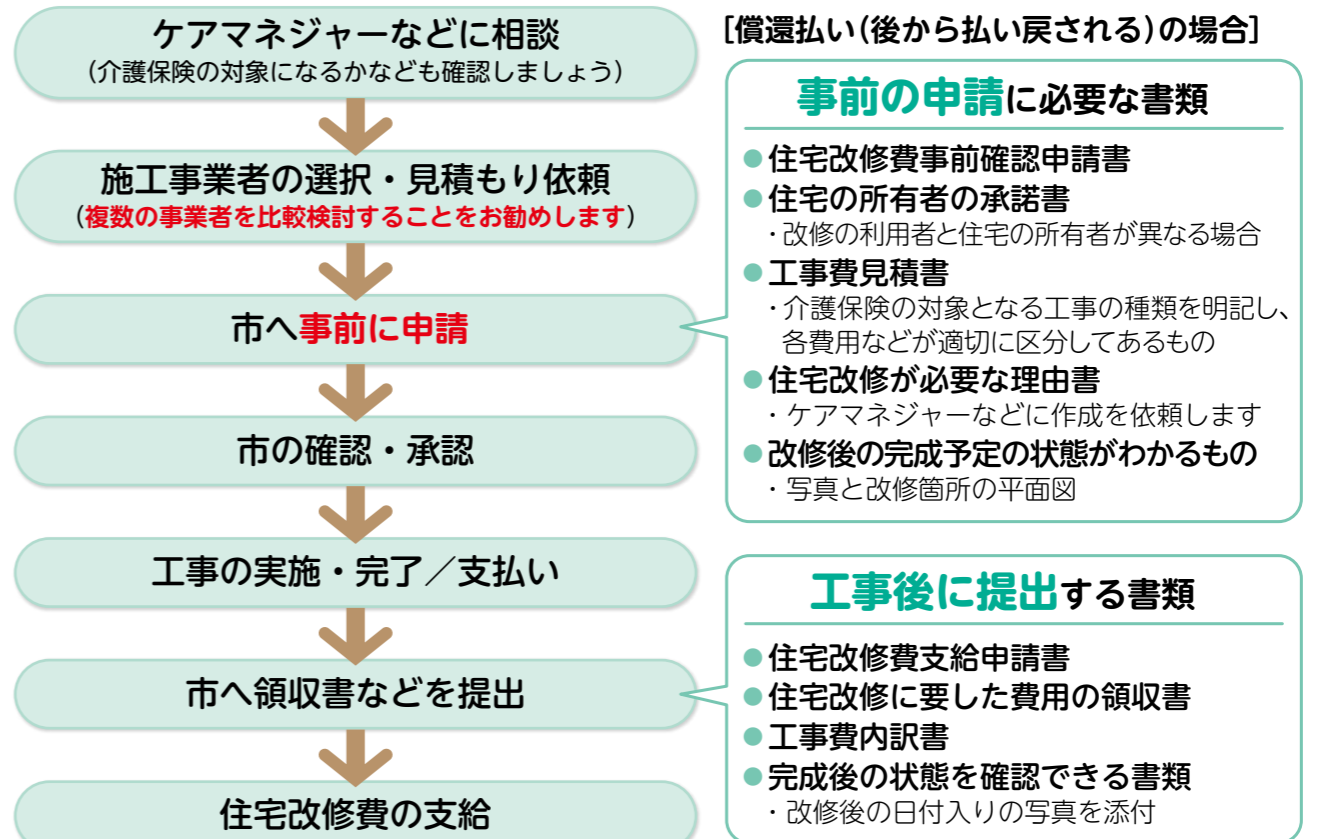 ケアマネジャーなどに相談
（介護保険の対象になるかなども確認しましょう）
施工事業者の選択・見積もり依頼
（複数の事業者を比較検討することをお勧めします）
市へ事前に申請
市の確認・承認
工事の実施・完了／支払い
市へ領収書などを提出
住宅改修費の支給
［償還払い（後から払い戻される）の場合］
事前の申請に必要な書類
●住宅改修費事前確認申請書
●住宅の所有者の承諾書
・改修の利用者と住宅の所有者が異なる場合
●工事費見積書
・介護保険の対象となる工事の種類を明記し、
各費用などが適切に区分してあるもの
●住宅改修が必要な理由書
・ケアマネジャーなどに作成を依頼します
●改修後の完成予定の状態がわかるもの
・写真と改修箇所の平面図
工事後に提出する書類
●住宅改修費支給申請書
●住宅改修に要した費用の領収書
●工事費内訳書
●完成後の状態を確認できる書類
・改修後の日付入りの写真を添付